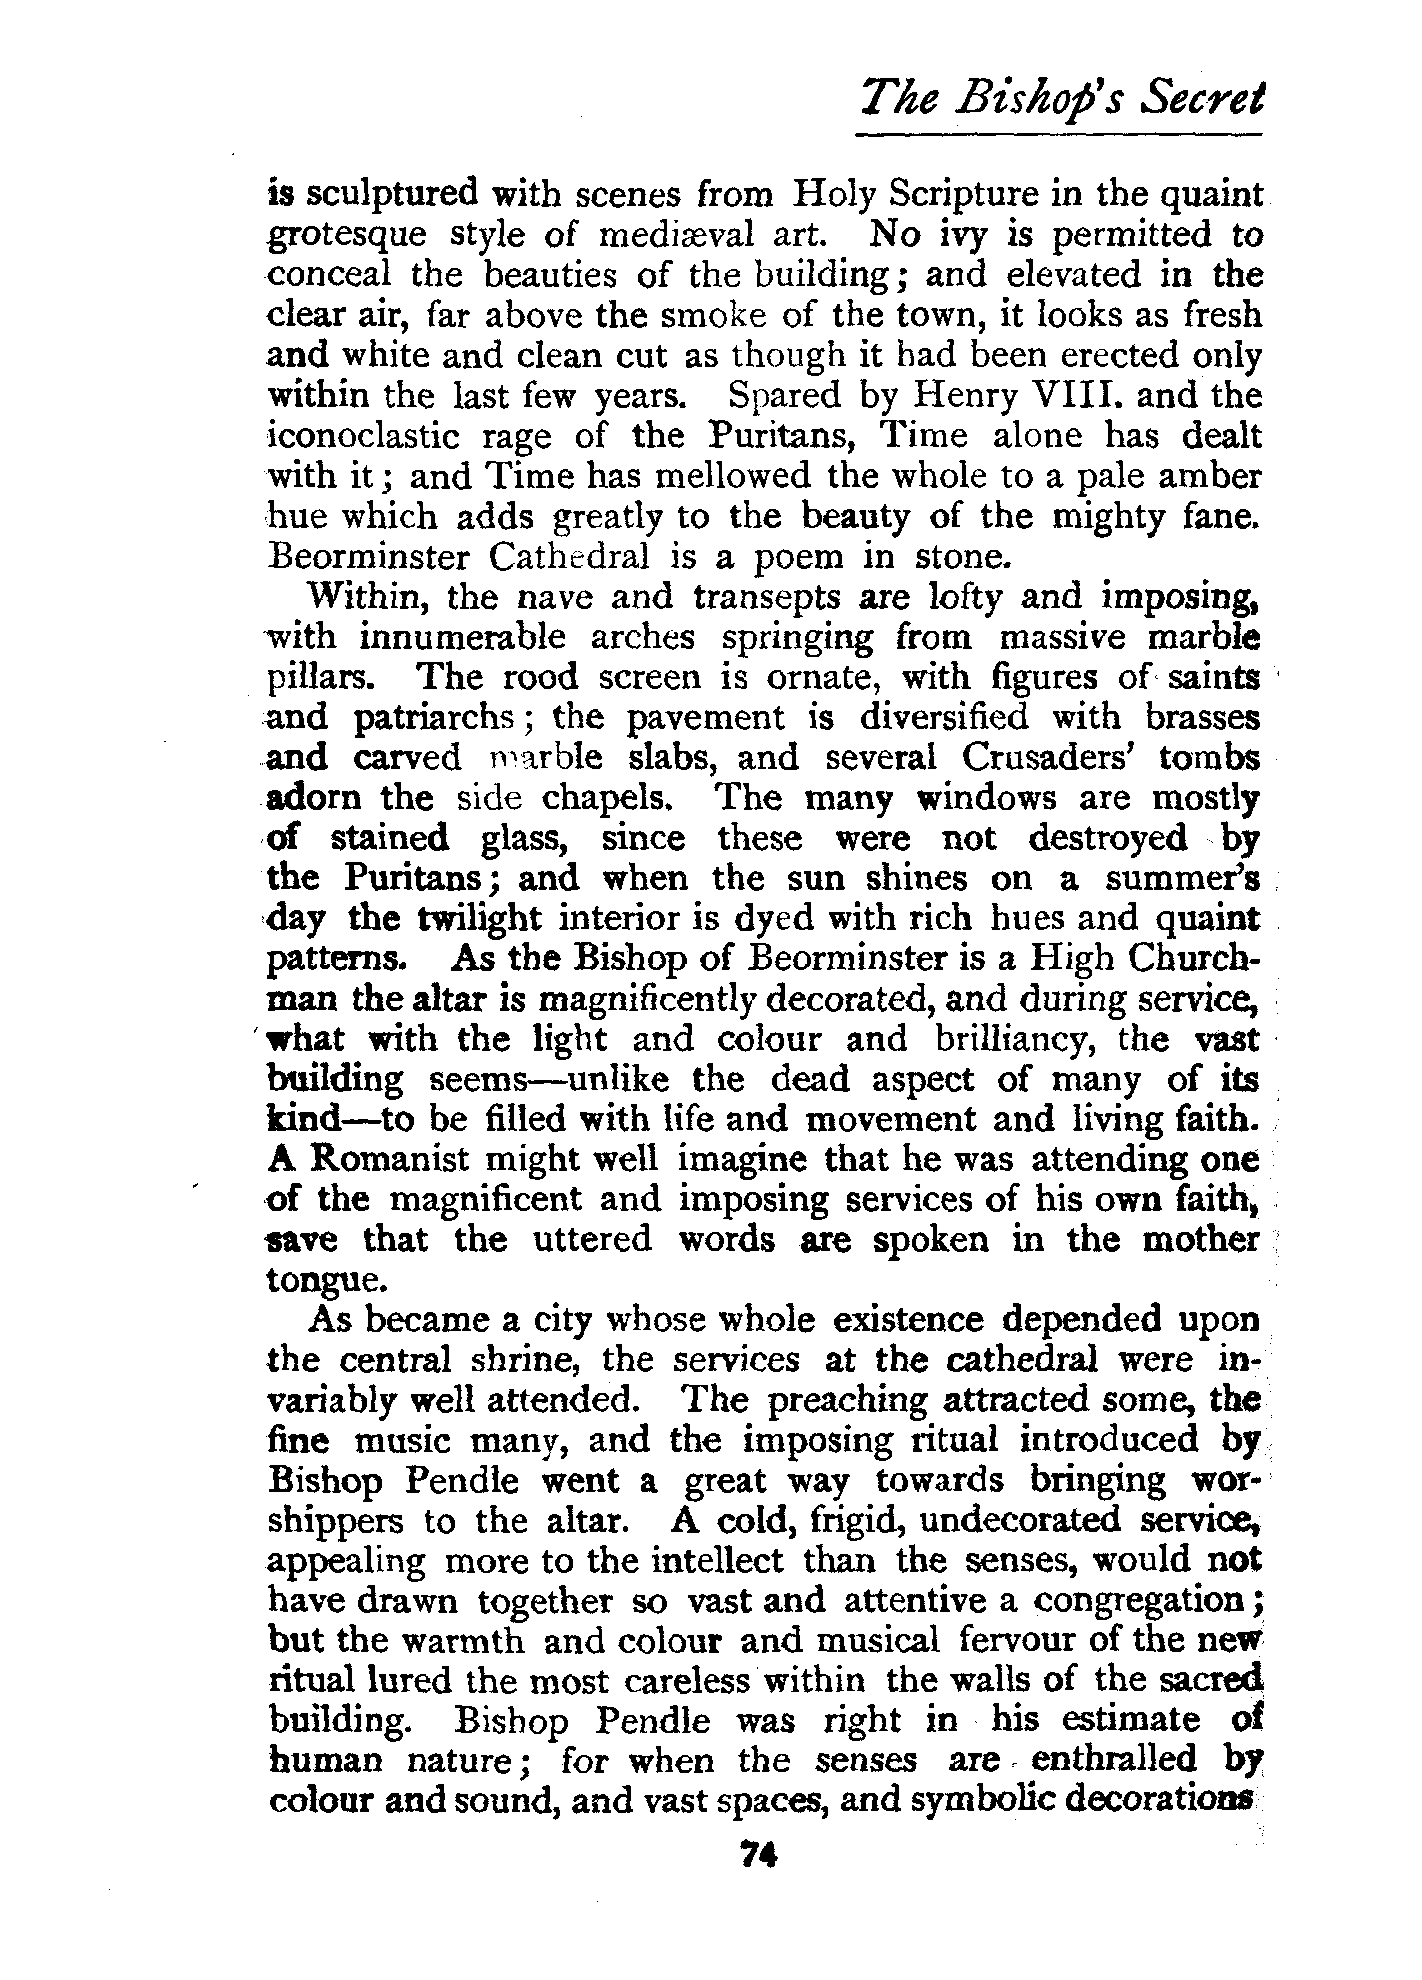 The Bishop's Secret
is sculptured with scenes from Holy Scripture in the quaint
grotesque style of mediæval art. No ivy is permitted to
conceal the beauties of the building; and elevated in the
clear air, far above the smoke of the town, it looks as fresh
and white and clean cut as though it had been erected only
within the last few years. Spared by Henry VIII. and the
iconoclastic rage of the Puritans, Time alone has dealt
with it; and Time has mellowed the whole to a pale amber
hue which adds greatly to the beauty of the mighty fane.
Beorminster Cathedral is a poem in stone.
Within, the nave and transepts are lofty and imposing,
with innumerable arches springing from massive marble
pillars. The rood screen is ornate, with figures of saints
and patriarchs; the pavement is diversified with brasses
and carved marble slabs, and several Crusaders' tombs
adorn the side chapels. The many windows are mostly
of stained glass, since these were not destroyed by
the Puritans; and when the sun shines on a summer's
day the twilight interior is dyed with rich hues and quaint
patterns. As the Bishop of Beorminster is a High Church-
man the altar is magnificently decorated, and during service,
what with the light and colour and brilliancy, the vast
building seems—unlike the dead aspect of many of its
kind—to be filled with life and movement and living faith.
A Romanist might well imagine that he was attending one
of the magnificent and imposing services of his own faith,
save that the uttered words are spoken in the mother
tongue.
As became a city whose whole existence depended upon
the central shrine, the services at the cathedral were in-
variably well attended. The preaching attracted some, the
fine music many, and the imposing ritual introduced by
Bishop Pendle went a great way towards bringing wor-
shippers to the altar. A cold, frigid, undecorated service,
appealing more to the intellect than the senses, would not
have drawn together so vast and attentive a congregation;
but the warmth and colour and musical fervour of the new
ritual lured the most careless within the walls of the sacred
building. Bishop Pendle was right in his estimate of
human nature; for when the senses are enthralled by
colour and sound, and vast spaces, and symbolic decorations
74